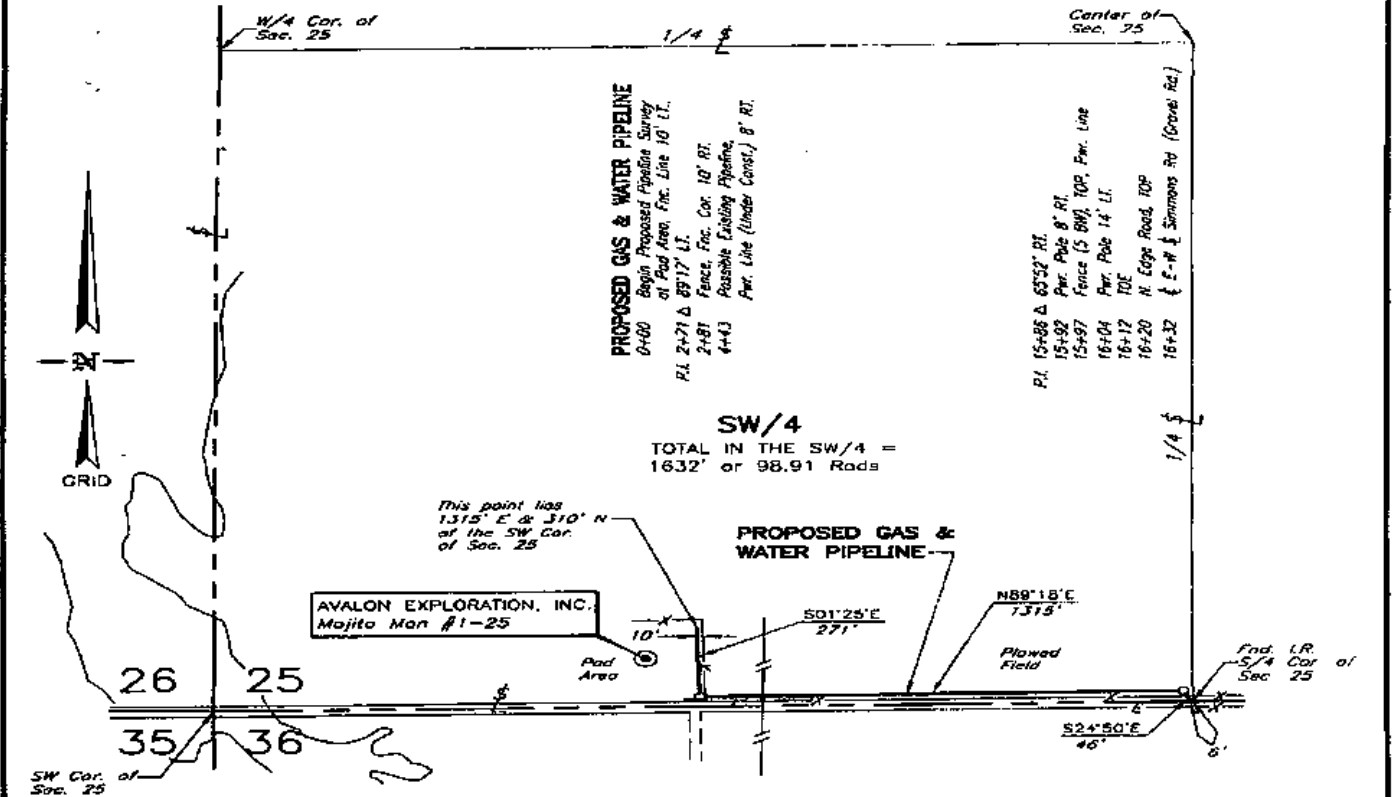 W/4 Cor. of
Sec. 25
1/4
Center of
Sec. 25
PROPOSED GAS & WATER PIPELINE
0+00 Begin Proposed Pipeline Survey
at Pad Area, Fnc. Line 10' LT.
P.I. 2+71 Δ 89°17' LT.
2+81 Fence, Fnc. Cor. 10' RT.
4+43 Possible Existing Pipeline,
Pwr. Line (Under Const.) 8' RT.
P.I. 15+86 Δ 65°52' RT.
15+92 Pwr. Pole 8' RT.
15+97 Fence (5 BW), TOP, Pwr. Line
16+04 Pwr. Pole 14' LT.
16+12 TOE
16+20 N. Edge Road, TOP
16+32 ℄ E-W Simmons Rd (Gravel Rd.)
N
GRID
SW/4
TOTAL IN THE SW/4 =
1632' or 98.91 Rods
1/4
This point lies
1315' E & 310' N
of the SW Cor.
of Sec. 25
PROPOSED GAS &
WATER PIPELINE
AVALON EXPLORATION, INC.
Mojito Man #1-25
10'
S01°25'E
271'
N89°18'E
1315'
Pad
Area
Plowed
Field
Fnd. I.R.
S/4 Cor of
Sec 25
26 25
35 36
S24°50'E
46'
6'
SW Cor. of
Sec. 25